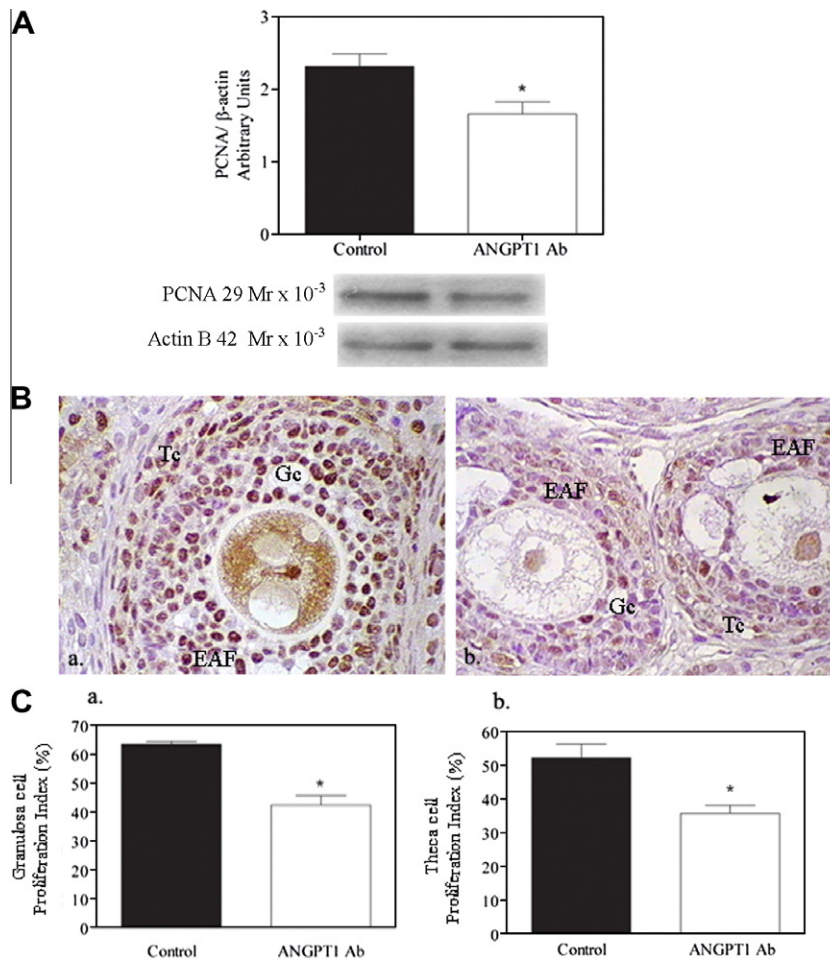 A
3
2
1
0
PCNA/ β-actin
Arbitrary Units
*
Control ANGPT1 Ab
PCNA 29 Mr x 10-3
Actin B 42 Mr x 10-3
B
Tc
Gc
EAF
a.
EAF
EAF
Gc
Tc
b.
C
a.
70
60
50
40
30
20
10
0
Granulosa cell
Proliferation Index (%)
*
Control ANGPT1 Ab
b.
60
50
40
30
20
10
0
Theca cell
Proliferation Index (%)
*
Control ANGPT1 Ab